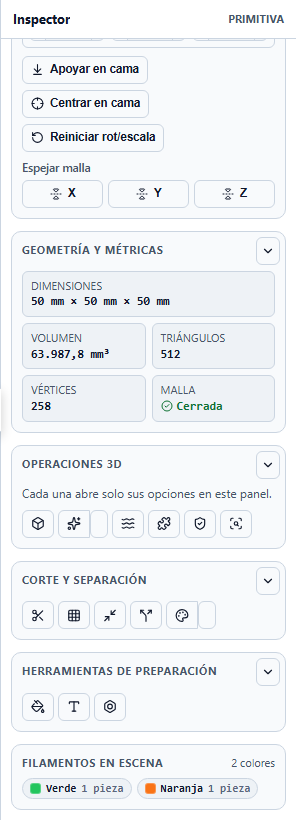 Inspector
PRIMITIVA
Apoyar en cama
Centrar en cama
Reiniciar rot/escala
Espejar malla
X
Y
Z
GEOMETRÍA Y MÉTRICAS
DIMENSIONES
50 mm × 50 mm × 50 mm
VOLUMEN
63.987,8 mm³
TRIÁNGULOS
512
VÉRTICES
258
MALLA
Cerrada
OPERACIONES 3D
Cada una abre solo sus opciones en este panel.
CORTE Y SEPARACIÓN
HERRAMIENTAS DE PREPARACIÓN
FILAMENTOS EN ESCENA
2 colores
Verde 1 pieza
Naranja 1 pieza